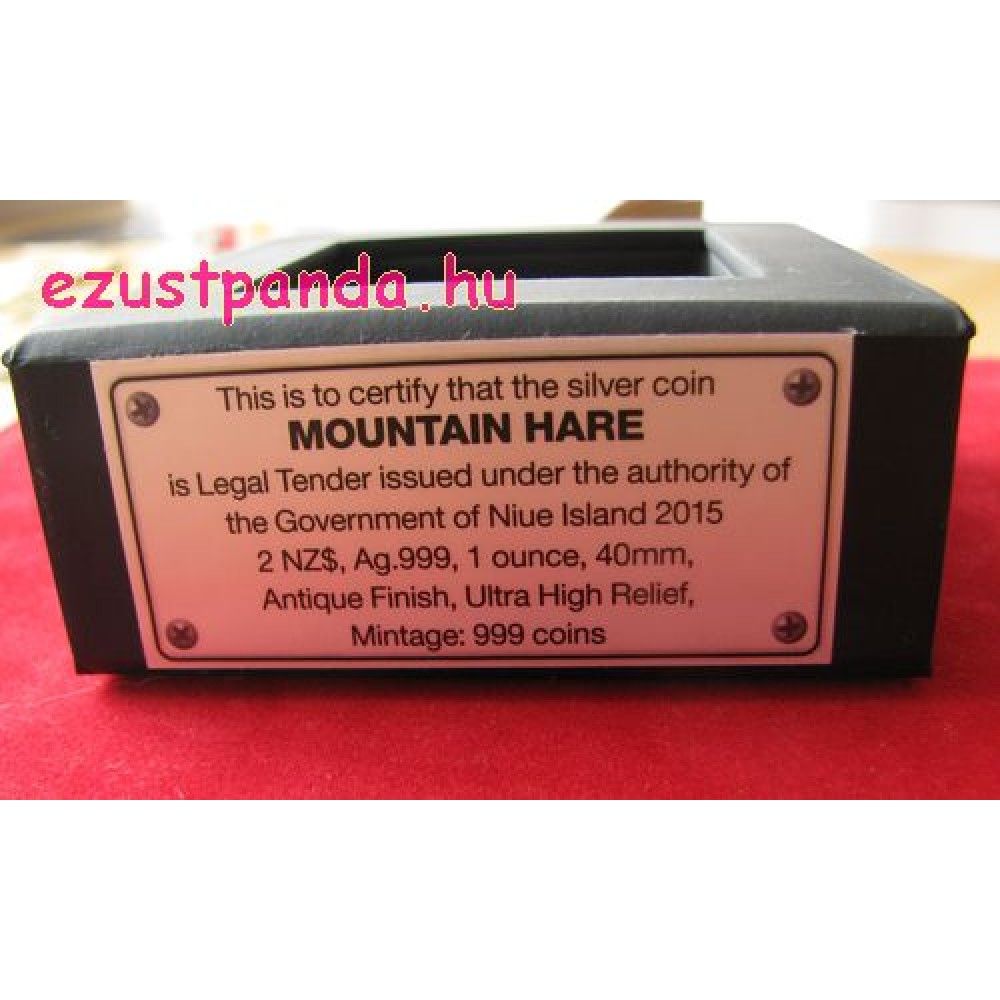 ezustpanda.hu
This is to certify that the silver coin
MOUNTAIN HARE
is Legal Tender issued under the authority of
the Government of Niue Island 2015
2 NZ$, Ag.999, 1 ounce, 40mm,
Antique Finish, Ultra High Relief,
Mintage: 999 coins